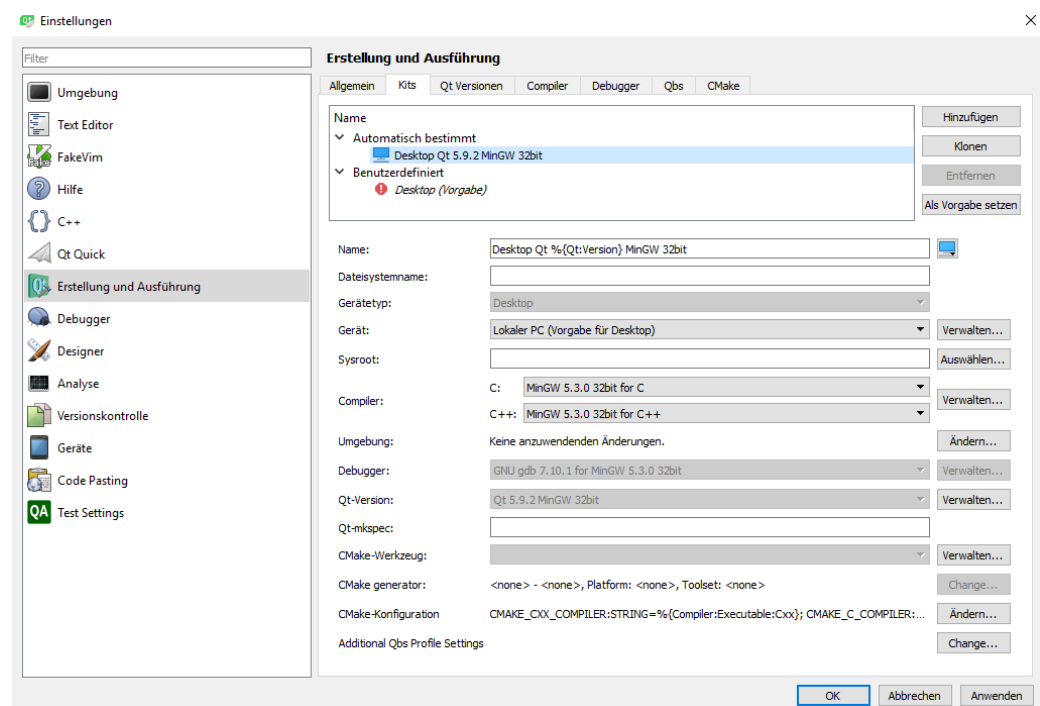 Einstellungen
Filter
Umgebung
Text Editor
FakeVim
Hilfe
C++
Qt Quick
Erstellung und Ausführung
Debugger
Designer
Analyse
Versionskontrolle
Geräte
Code Pasting
QA Test Settings
Erstellung und Ausführung
Allgemein Kits Qt Versionen Compiler Debugger Qbs CMake
Name
Automatisch bestimmt
Desktop Qt 5.9.2 MinGW 32bit
Benutzerdefiniert
Desktop (Vorgabe)
Hinzufügen
Klonen
Entfernen
Als Vorgabe setzen
Name: Desktop Qt %{Qt:Version} MinGW 32bit
Dateisystemname:
Gerätetyp: Desktop
Gerät: Lokaler PC (Vorgabe für Desktop) Verwalten...
Sysroot: Auswählen...
Compiler: C: MinGW 5.3.0 32bit for C Verwalten...
C++: MinGW 5.3.0 32bit for C++
Umgebung: Keine anzuwendenden Änderungen. Ändern...
Debugger: GNU gdb 7.10.1 for MinGW 5.3.0 32bit Verwalten...
Qt-Version: Qt 5.9.2 MinGW 32bit Verwalten...
Qt-mkspec:
CMake-Werkzeug: Verwalten...
CMake generator: <none> - <none>, Platform: <none>, Toolset: <none> Change...
CMake-Konfiguration CMAKE_CXX_COMPILER:STRING=%{Compiler:Executable:Cxx}; CMAKE_C_COMPILER:... Ändern...
Additional Qbs Profile Settings Change...
OK Abbrechen Anwenden